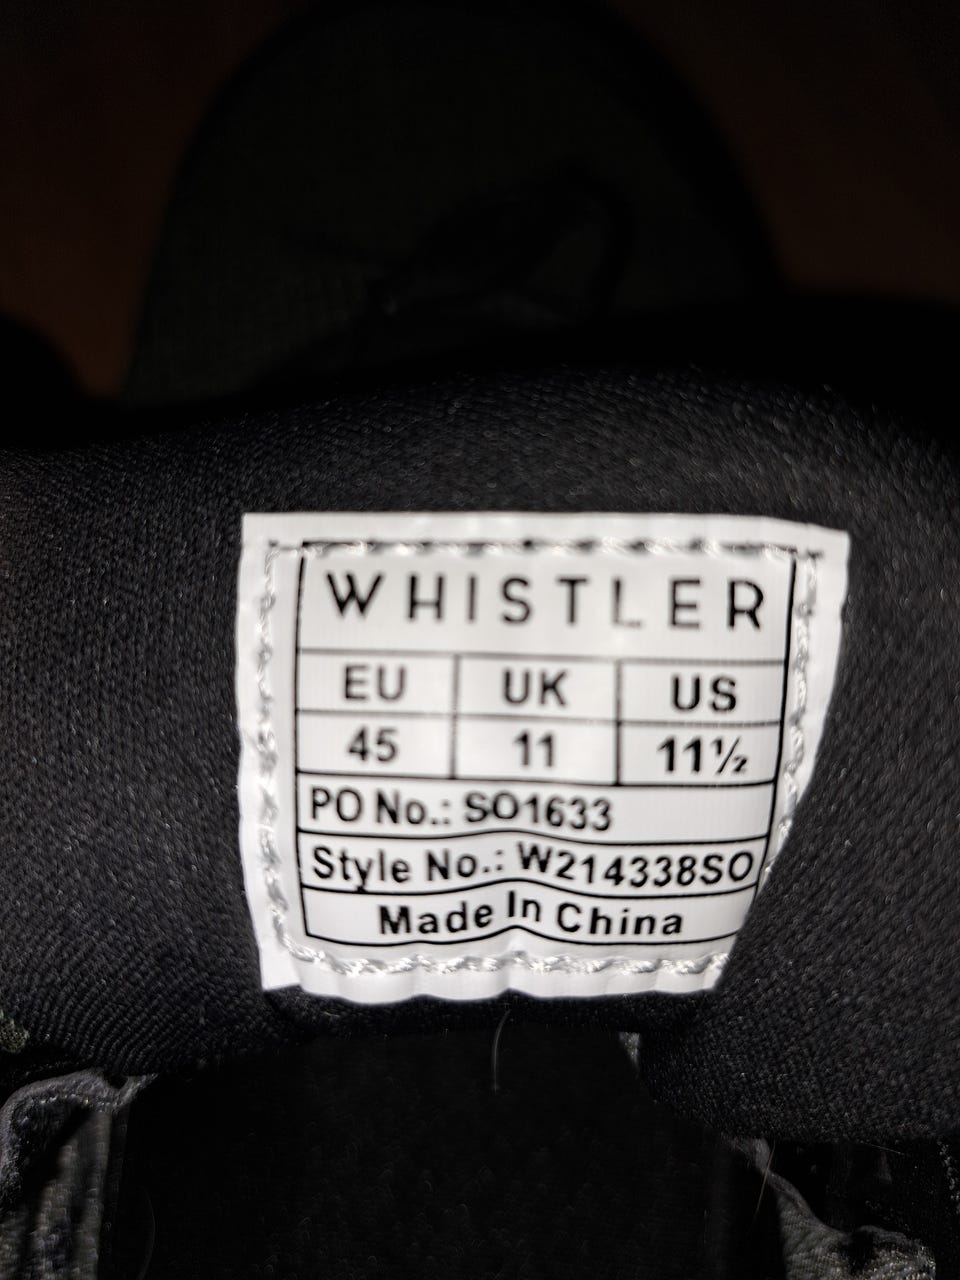 WHISTLER
EU UK US
45 11 11½
PO No.: SO1633
Style No.: W214338SO
Made In China